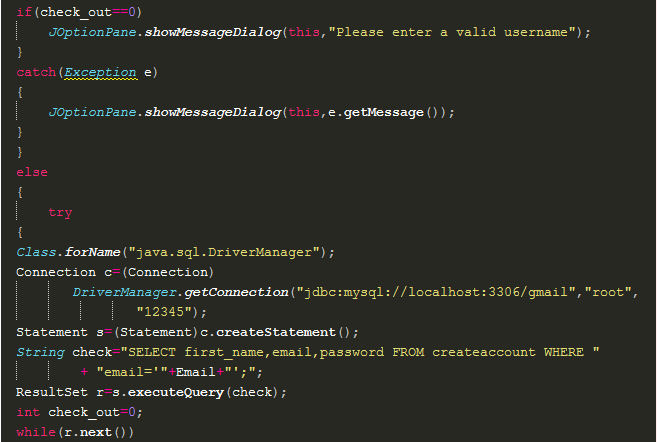 if(check_out==0)
JOptionPane.showMessageDialog(this,"Please enter a valid username");
}
catch(Exception e)
{
JOptionPane.showMessageDialog(this,e.getMessage());
}
}
else
{
try
{
Class.forName("java.sql.DriverManager");
Connection c=(Connection)
DriverManager.getConnection("jdbc:mysql://localhost:3306/gmail","root",
"12345");
Statement s=(Statement)c.createStatement();
String check="SELECT first_name,email,password FROM createaccount WHERE "
+ "email='"+Email+"';";
ResultSet r=s.executeQuery(check);
int check_out=0;
while(r.next())